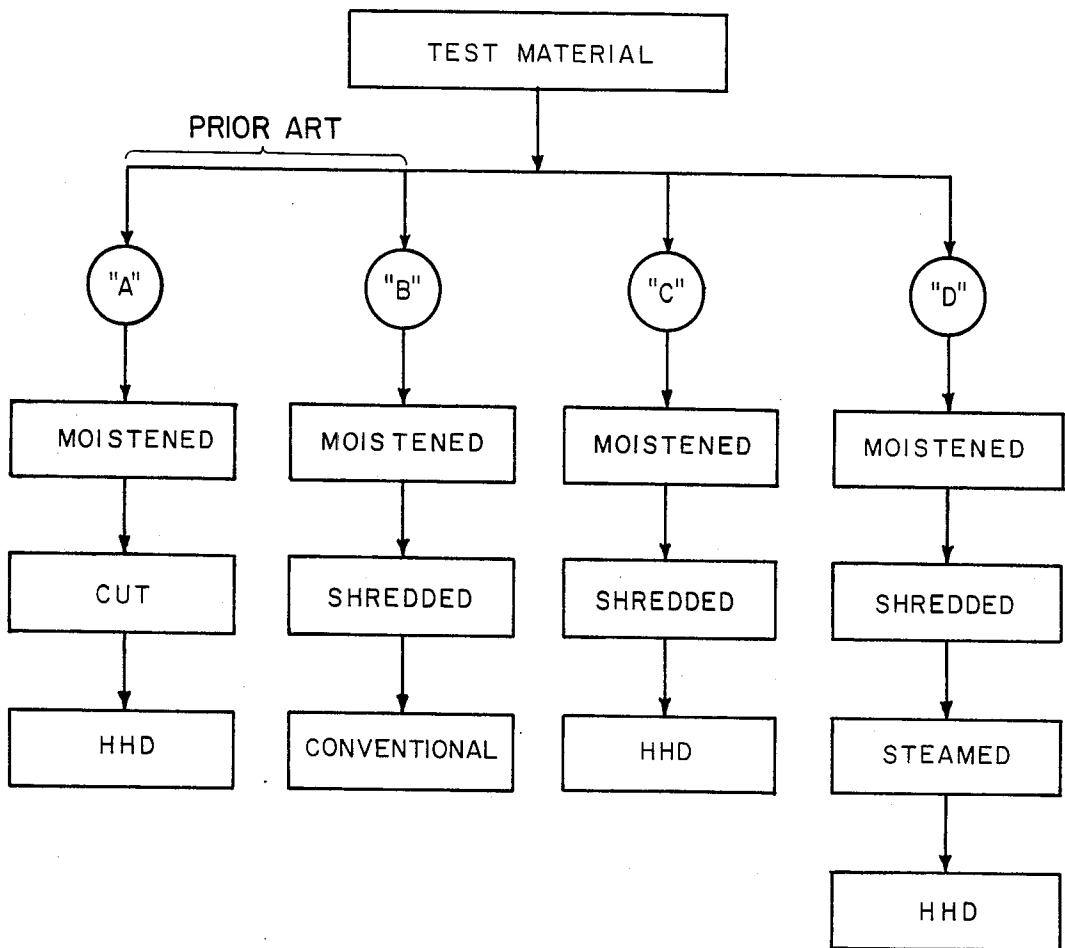 TEST MATERIAL
PRIOR ART
"A"
"B"
"C"
"D"
MOISTENED
MOISTENED
MOISTENED
MOISTENED
CUT
SHREDDED
SHREDDED
SHREDDED
HHD
CONVENTIONAL
HHD
STEAMED
HHD